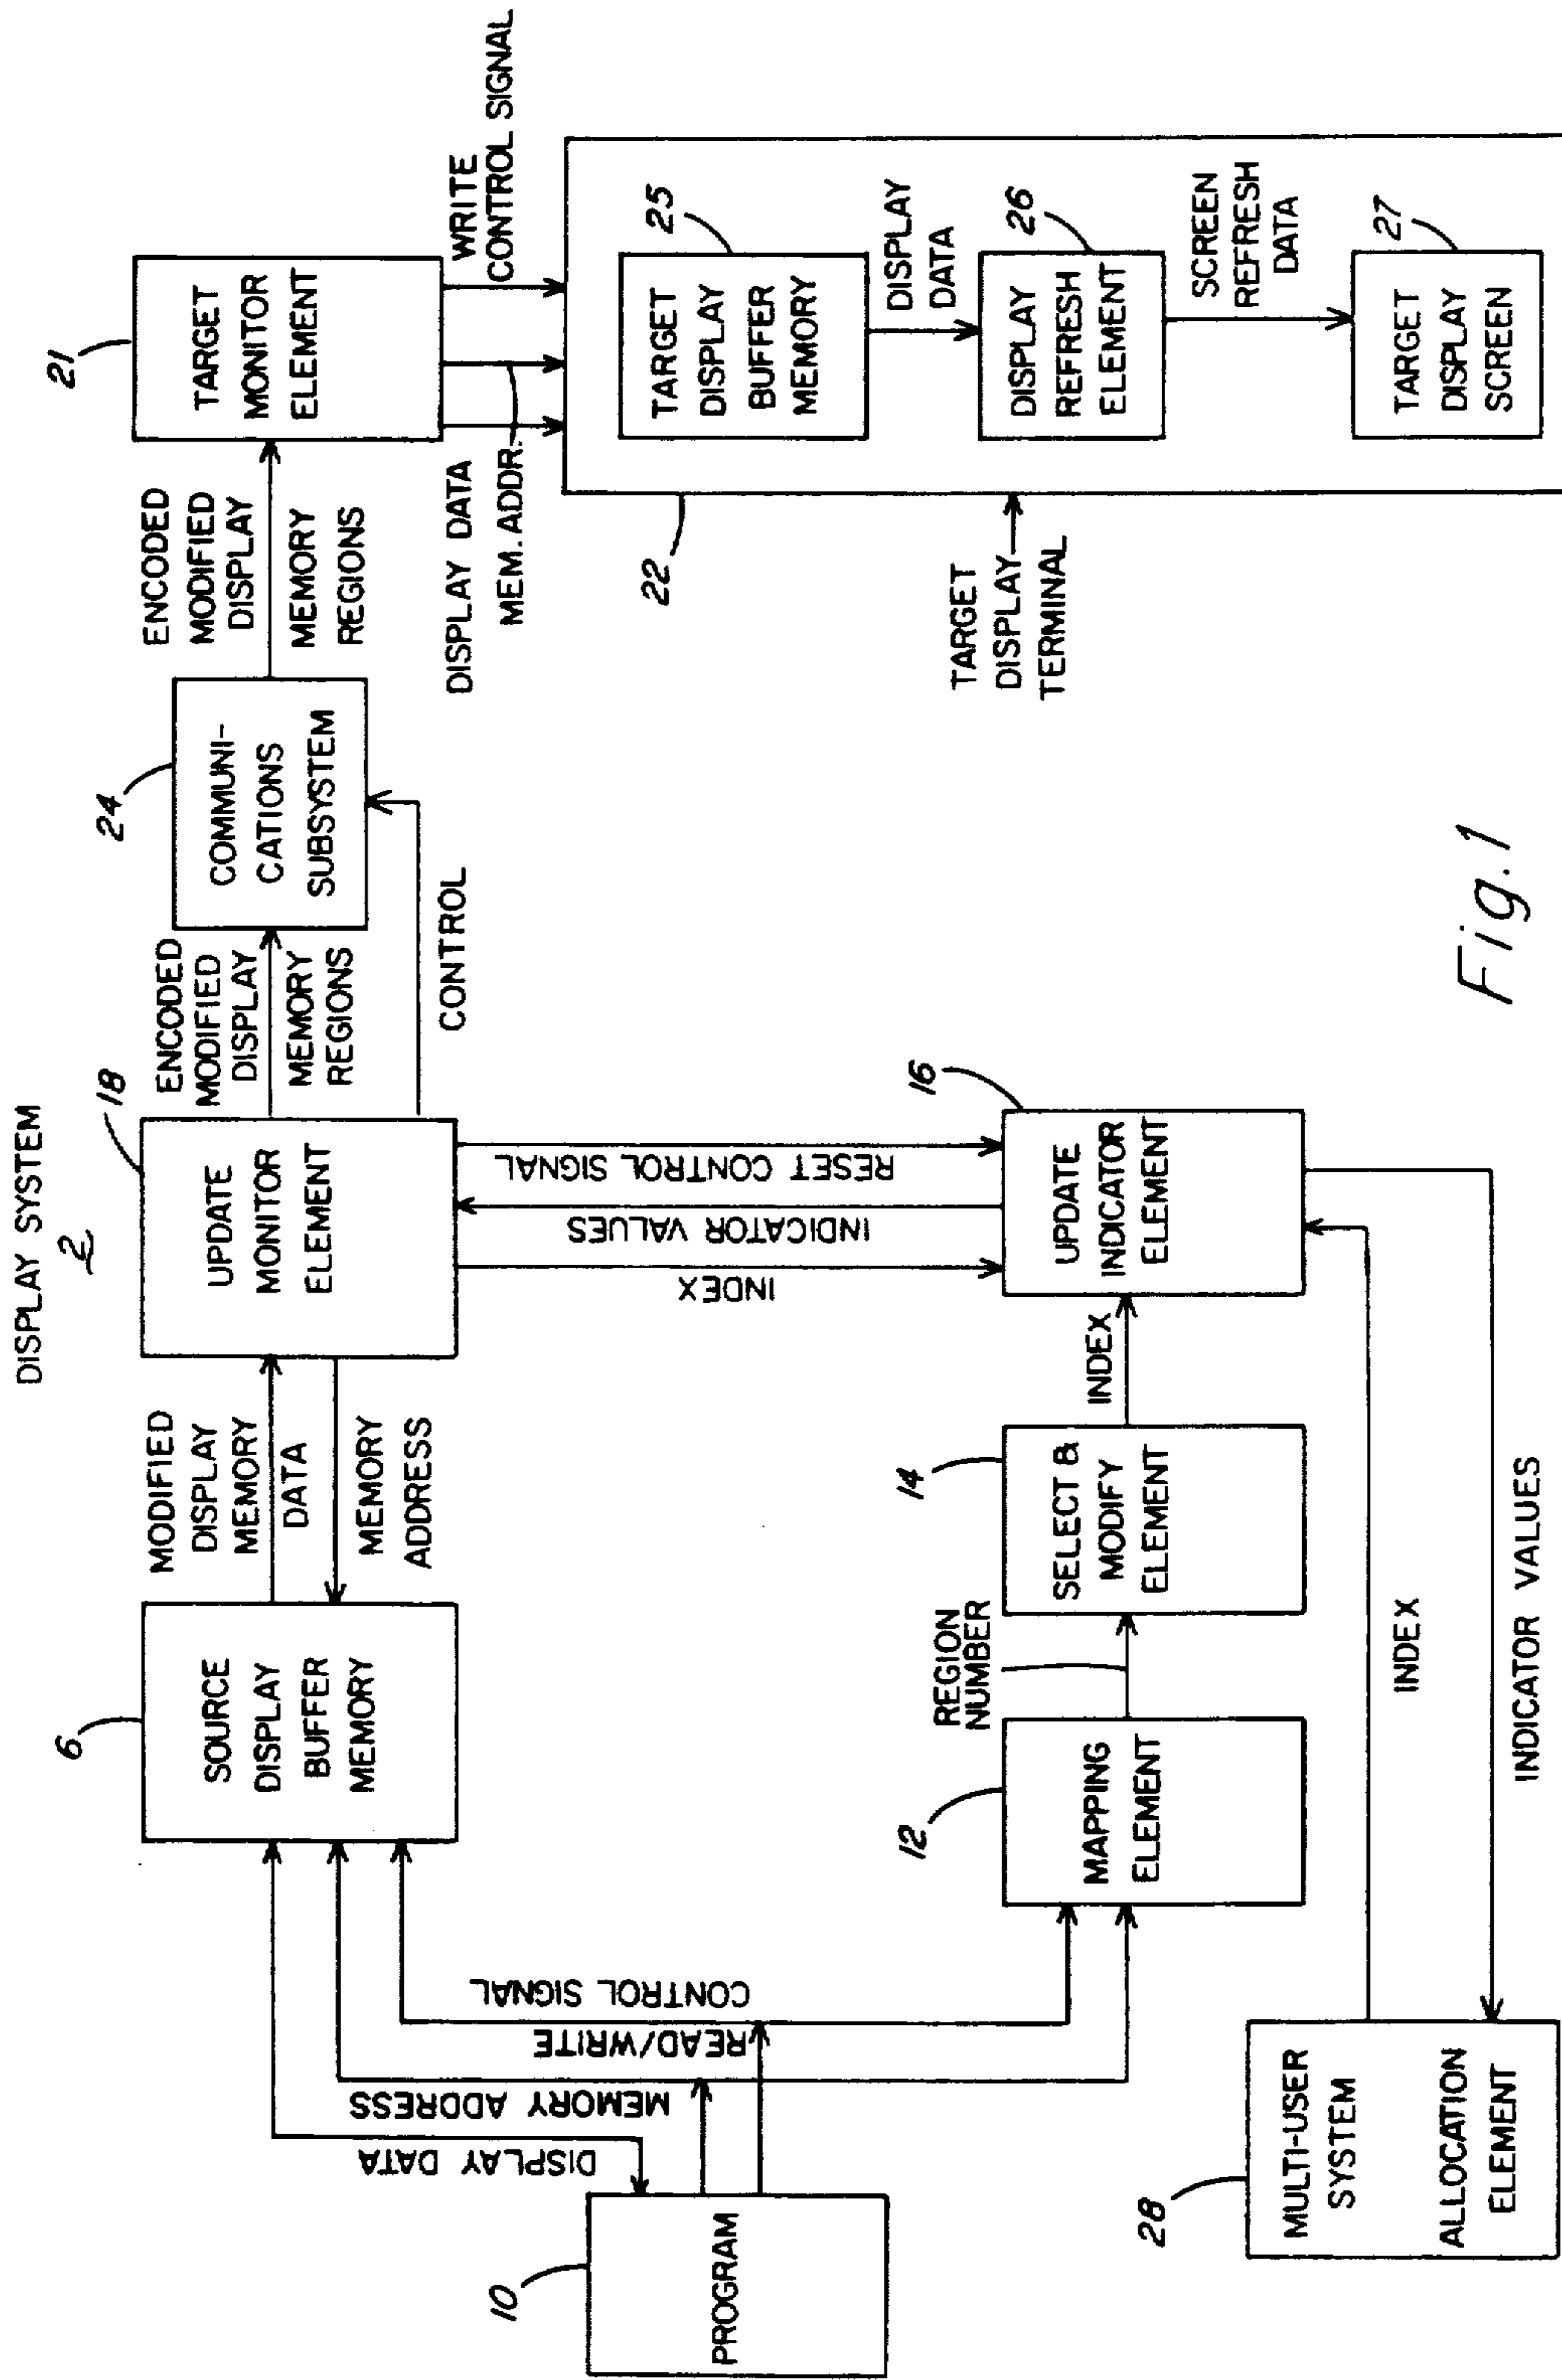 DISPLAY SYSTEM
2
6
SOURCE
DISPLAY
BUFFER
MEMORY
MODIFIED
DISPLAY
MEMORY
DATA
MEMORY
ADDRESS
18
UPDATE
MONITOR
ELEMENT
ENCODED
MODIFIED
DISPLAY
MEMORY
REGIONS
CONTROL
24
COMMUNI-
CATIONS
SUBSYSTEM
ENCODED
MODIFIED
DISPLAY
MEMORY
REGIONS
21
TARGET
MONITOR
ELEMENT
DISPLAY DATA
MEM. ADDR.
WRITE
CONTROL SIGNAL
22
TARGET
DISPLAY
TERMINAL
25
TARGET
DISPLAY
BUFFER
MEMORY
DISPLAY
DATA
26
DISPLAY
REFRESH
ELEMENT
SCREEN
REFRESH
DATA
27
TARGET
DISPLAY
SCREEN
10
PROGRAM
DISPLAY DATA
MEMORY ADDRESS
READ/WRITE
CONTROL SIGNAL
12
MAPPING
ELEMENT
REGION
NUMBER
14
SELECT &
MODIFY
ELEMENT
INDEX
16
UPDATE
INDICATOR
ELEMENT
INDEX
INDICATOR VALUES
RESET CONTROL SIGNAL
28
MULTI-USER
SYSTEM
ALLOCATION
ELEMENT
INDEX
INDICATOR VALUES
Fig. 1